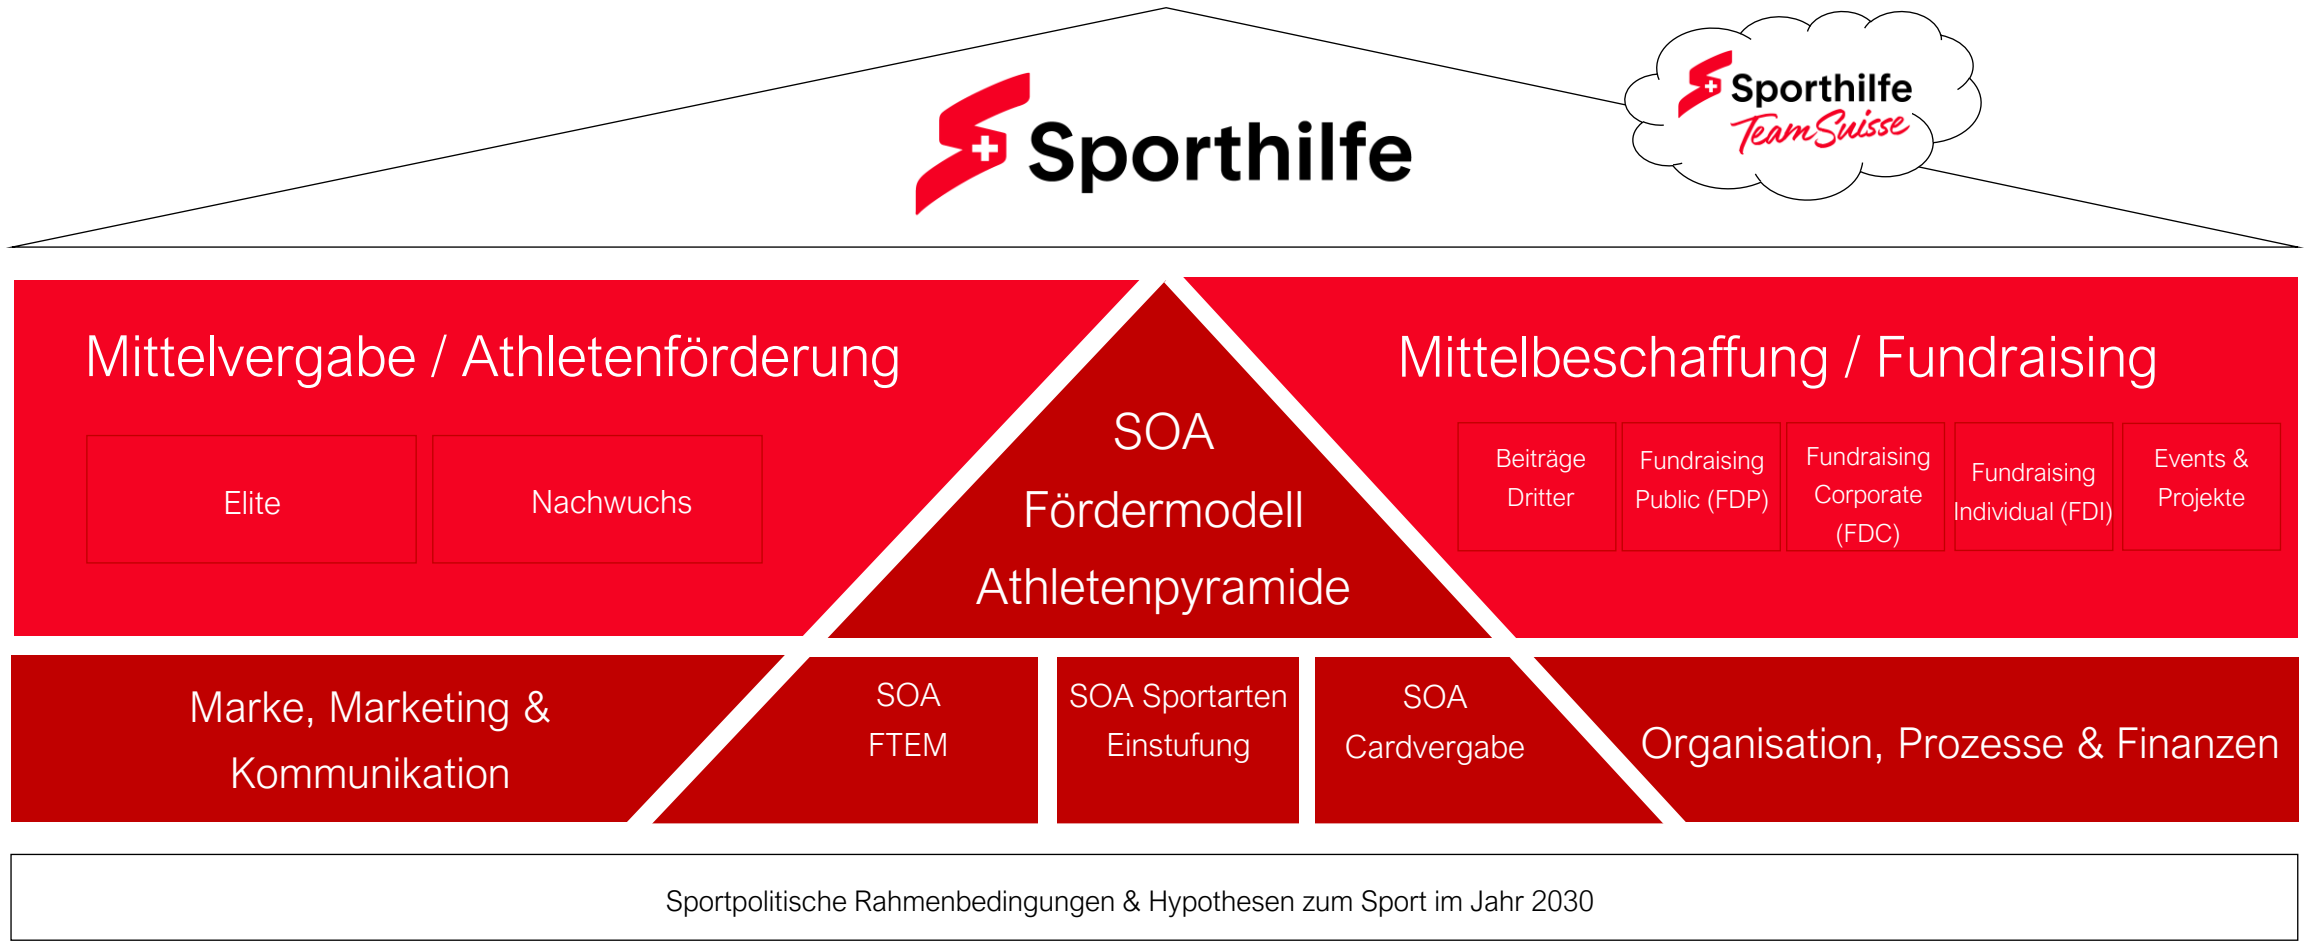 Sporthilfe
Sporthilfe
Team Suisse
Mittelvergabe / Athletenförderung
Elite
Nachwuchs
SOA
Fördermodell
Athletenpyramide
Mittelbeschaffung / Fundraising
Beiträge
Dritter
Fundraising
Public (FDP)
Fundraising
Corporate
(FDC)
Fundraising
Individual (FDI)
Events &
Projekte
Marke, Marketing &
Kommunikation
SOA
FTEM
SOA Sportarten
Einstufung
SOA
Cardvergabe
Organisation, Prozesse & Finanzen
Sportpolitische Rahmenbedingungen & Hypothesen zum Sport im Jahr 2030